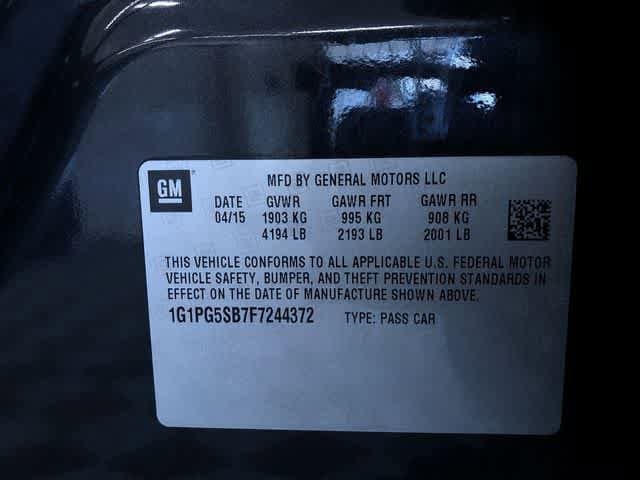 GM
MFD BY GENERAL MOTORS LLC
DATE GVWR GAWR FRT GAWR RR
04/15 1903 KG 995 KG 908 KG
4194 LB 2193 LB 2001 LB
THIS VEHICLE CONFORMS TO ALL APPLICABLE U.S. FEDERAL MOTOR
VEHICLE SAFETY, BUMPER, AND THEFT PREVENTION STANDARDS IN
EFFECT ON THE DATE OF MANUFACTURE SHOWN ABOVE.
1G1PG5SB7F7244372 TYPE: PASS CAR